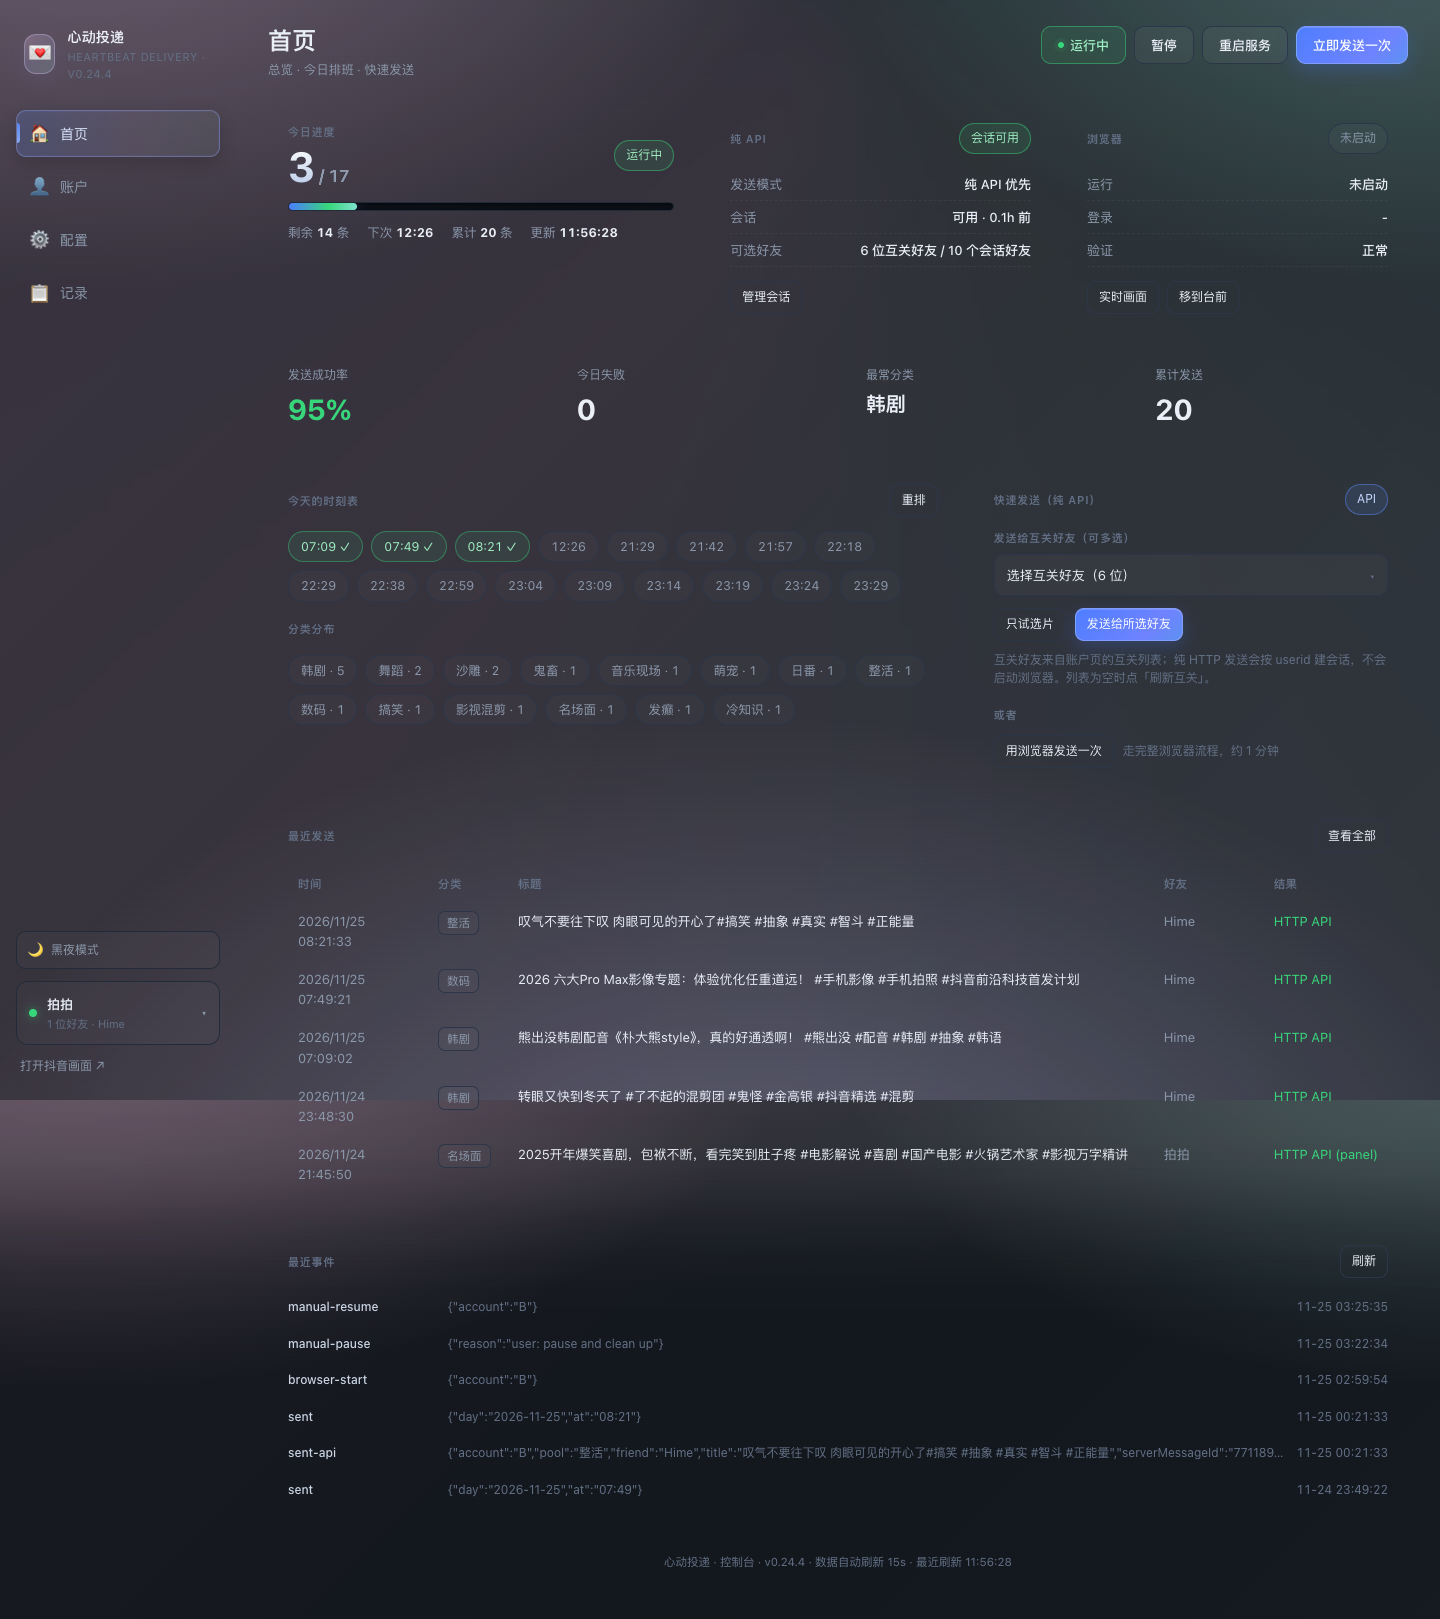 心动投递
HEARTBEAT DELIVERY ·
V0.24.4
首页
账户
配置
记录
首页
总览 · 今日排班 · 快速发送
运行中
暂停
重启服务
立即发送一次
今日进度
3 / 17
运行中
剩余 14 条 下次 12:26 累计 20 条 更新 11:56:28
纯 API
会话可用
发送模式 纯 API 优先
会话 可用 · 0.1h 前
可选好友 6 位互关好友 / 10 个会话好友
管理会话
浏览器
未启动
运行 未启动
登录 -
验证 正常
实时画面 移到台前
发送成功率
95%
今日失败
0
最常分类
韩剧
累计发送
20
今天的时刻表
重排
07:09 ✓ 07:49 ✓ 08:21 ✓ 12:26 21:29 21:42 21:57 22:18
22:29 22:38 22:59 23:04 23:09 23:14 23:19 23:24 23:29
分类分布
韩剧 · 5 舞蹈 · 2 沙雕 · 2 鬼畜 · 1 音乐现场 · 1 萌宠 · 1 日番 · 1 整活 · 1
数码 · 1 搞笑 · 1 影视混剪 · 1 名场面 · 1 发癫 · 1 冷知识 · 1
快速发送（纯 API）
API
发送给互关好友（可多选）
选择互关好友（6 位）
只试选片 发送给所选好友
互关好友来自账户页的互关列表；纯 HTTP 发送会按 userid 建会话，不会
启动浏览器。列表为空时点「刷新互关」。
或者
用浏览器发送一次 走完整浏览器流程，约 1 分钟
最近发送
查看全部
时间 分类 标题 好友 结果
2026/11/25
08:21:33
整活 叹气不要往下叹 肉眼可见的开心了#搞笑 #抽象 #真实 #智斗 #正能量 Hime HTTP API
2026/11/25
07:49:21
数码 2026 六大Pro Max影像专题：体验优化任重道远！ #手机影像 #手机拍照 #抖音前沿科技首发计划 Hime HTTP API
2026/11/25
07:09:02
韩剧 熊出没韩剧配音《朴大熊style》，真的好通透啊！ #熊出没 #配音 #韩剧 #抽象 #韩语 Hime HTTP API
2026/11/24
23:48:30
韩剧 转眼又快到冬天了 #了不起的混剪团 #鬼怪 #金高银 #抖音精选 #混剪 Hime HTTP API
2026/11/24
21:45:50
名场面 2025开年爆笑喜剧，包袱不断，看完笑到肚子疼 #电影解说 #喜剧 #国产电影 #火锅艺术家 #影视万字精讲 拍拍 HTTP API (panel)
黑夜模式
拍拍
1 位好友 · Hime
打开抖音画面 ↗
最近事件
刷新
manual-resume {"account":"B"} 11-25 03:25:35
manual-pause {"reason":"user: pause and clean up"} 11-25 03:22:34
browser-start {"account":"B"} 11-25 02:59:54
sent {"day":"2026-11-25","at":"08:21"} 11-25 00:21:33
sent-api {"account":"B","pool":"整活","friend":"Hime","title":"叹气不要往下叹 肉眼可见的开心了#搞笑 #抽象 #真实 #智斗 #正能量","serverMessageId":"771189... 11-25 00:21:33
sent {"day":"2026-11-25","at":"07:49"} 11-24 23:49:22
心动投递 · 控制台 · v0.24.4 · 数据自动刷新 15s · 最近刷新 11:56:28